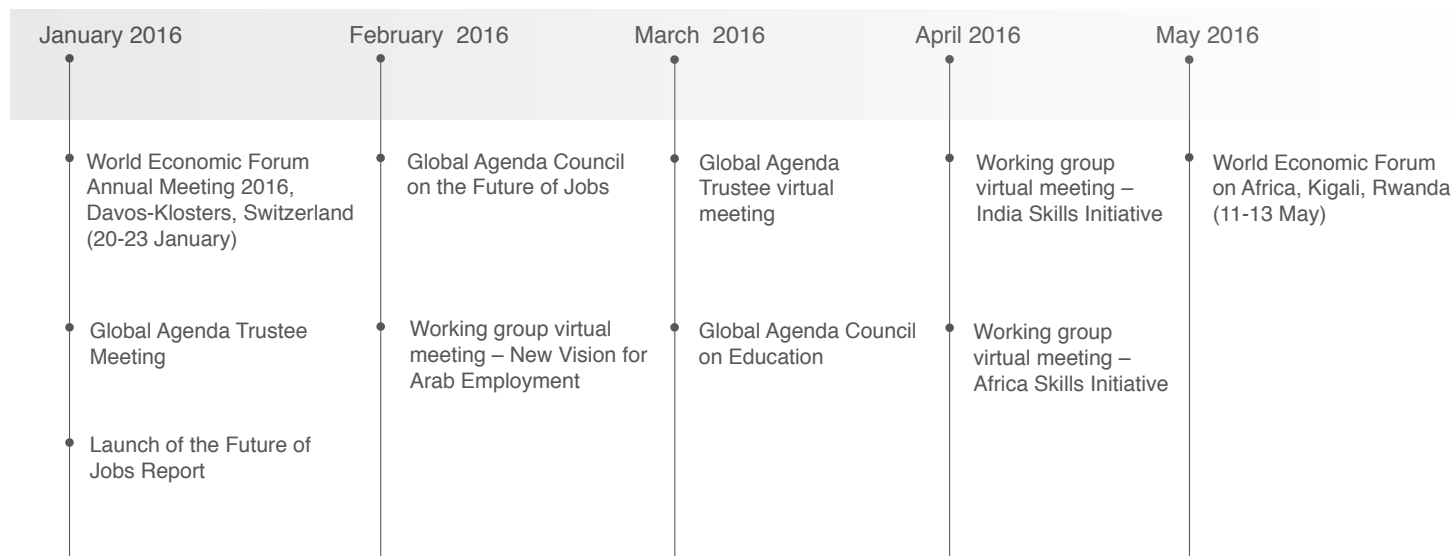 January 2016
February 2016
March 2016
April 2016
May 2016
World Economic Forum
Annual Meeting 2016,
Davos-Klosters, Switzerland
(20-23 January)
Global Agenda Trustee
Meeting
Launch of the Future of
Jobs Report
Global Agenda Council
on the Future of Jobs
Working group virtual
meeting – New Vision for
Arab Employment
Global Agenda
Trustee virtual
meeting
Global Agenda Council
on Education
Working group
virtual meeting –
India Skills Initiative
Working group
virtual meeting –
Africa Skills Initiative
World Economic Forum
on Africa, Kigali, Rwanda
(11-13 May)